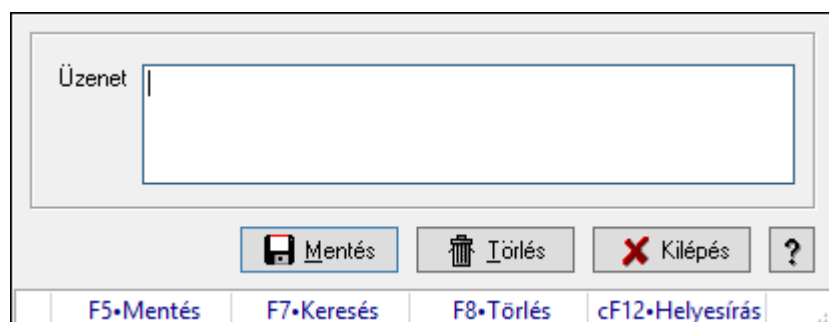 Üzenet
Mentés Törlés Kilépés ?
F5•Mentés F7•Keresés F8•Törlés cF12•Helyesírás